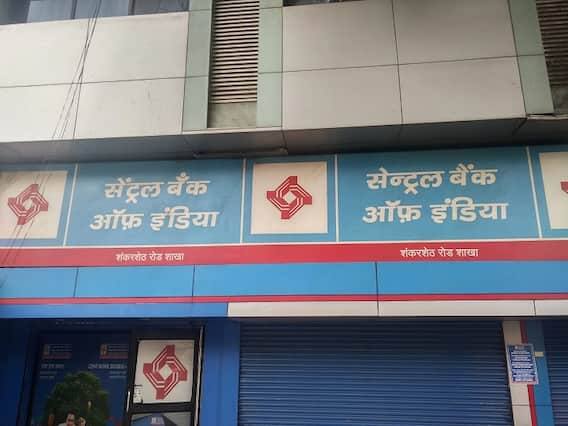 सेंट्रल बँक
ऑफ़ इंडिया
शंकरशेठ रोड शाखा
सेन्ट्रल बैंक
ऑफ़ इंडिया
शंकरशेठ रोड शाखा